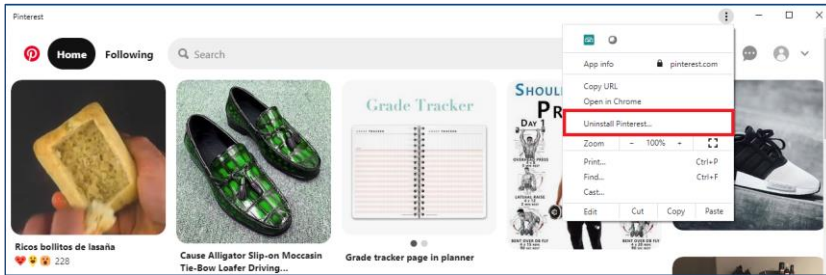 Pinterest
Home
Following
Search
App info
pinterest.com
Copy URL
Open in Chrome
Uninstall Pinterest...
Zoom - 100% +
Print... Ctrl+P
Find... Ctrl+F
Cast...
Edit Cut Copy Paste
Ricos bollitos de lasaña
228
Cause Alligator Slip-on Moccasin
Tie-Bow Loafer Driving...
Grade Tracker
Grade tracker page in planner
DAY 1